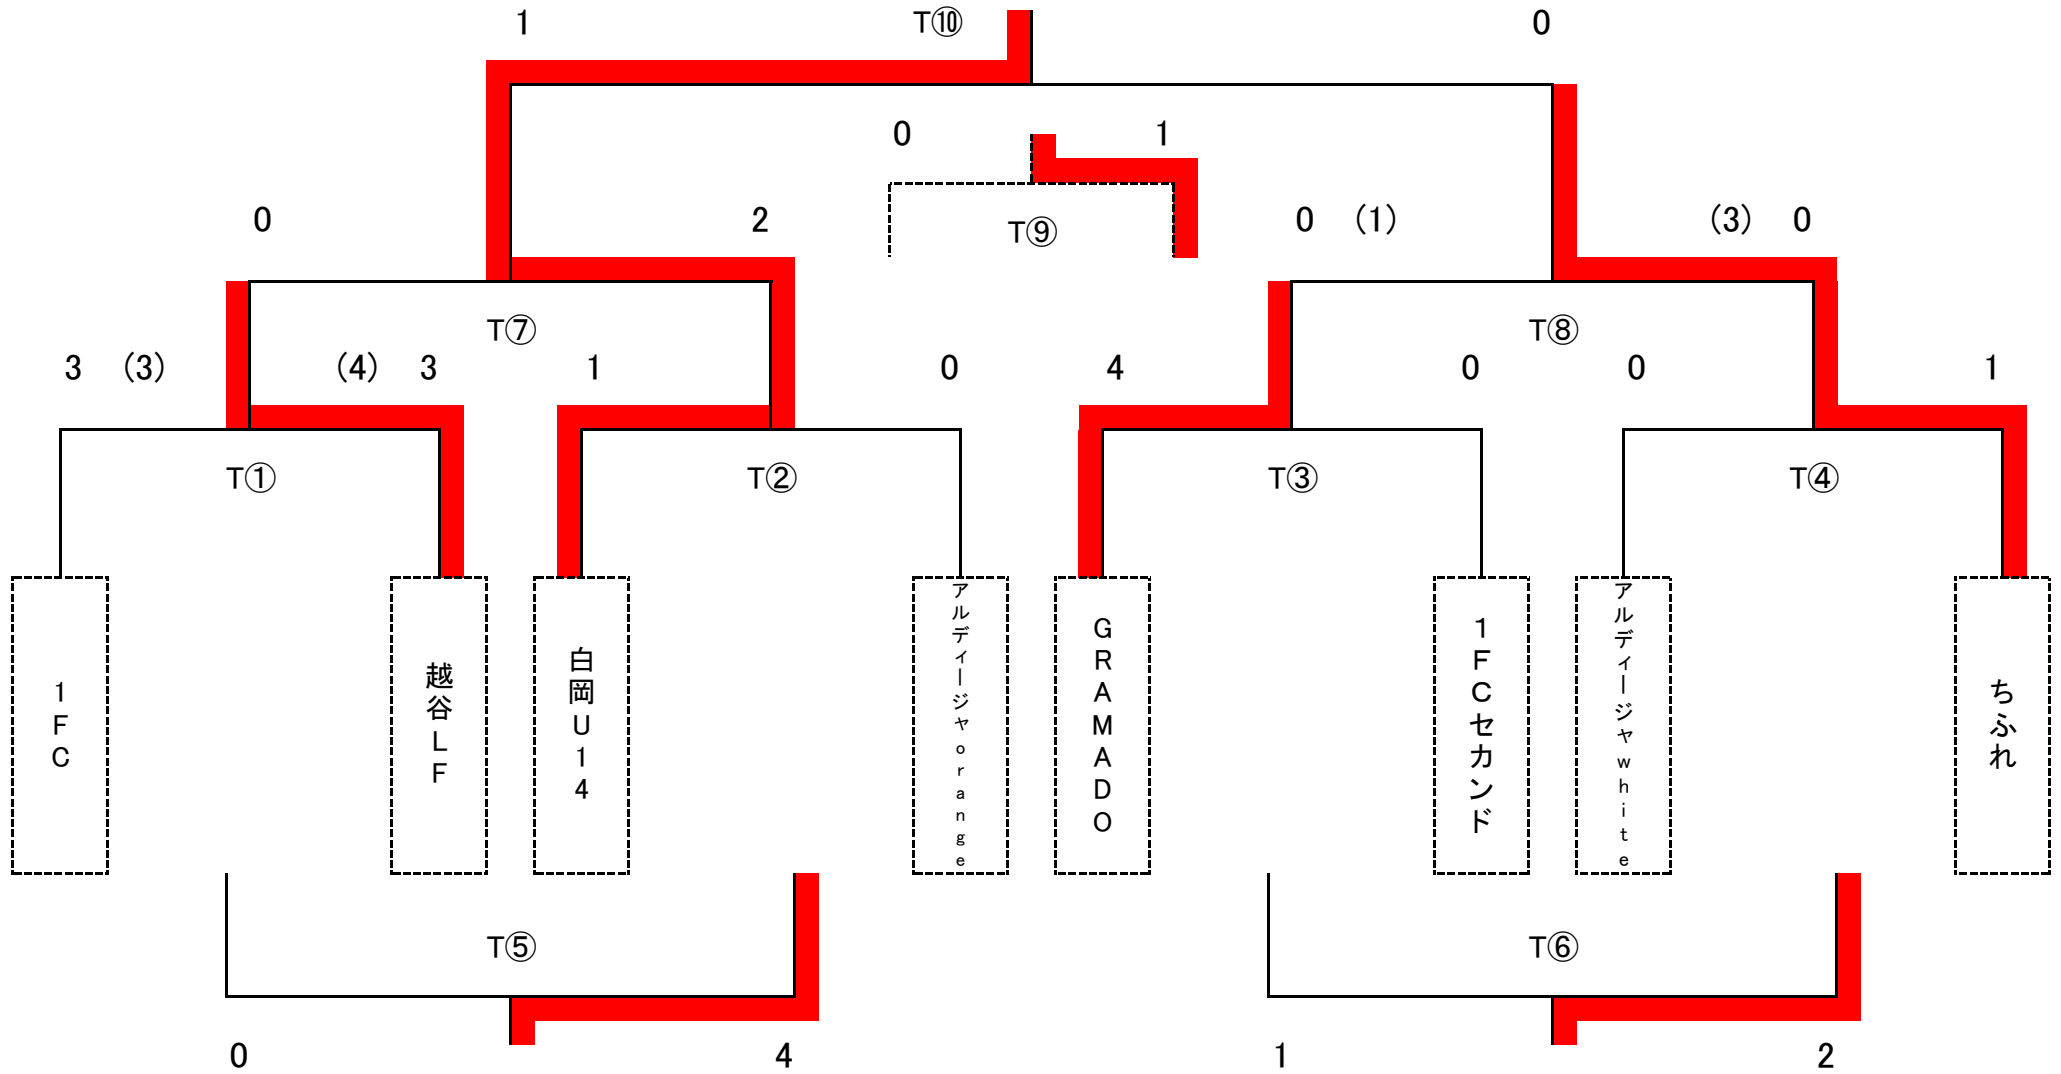 1 T⑩ 0
0 1
0 2 T⑨ 0 (1) (3) 0
T⑦ T⑧
3 (3) (4) 3 1 0 4 0 0 1
T① T② T③ T④
1FC
越谷LF
白岡U14
アルディージャorange
GRAMADO
1FCセカンド
アルディージャwhite
ちふれ
T⑤ T⑥
0 4 1 2